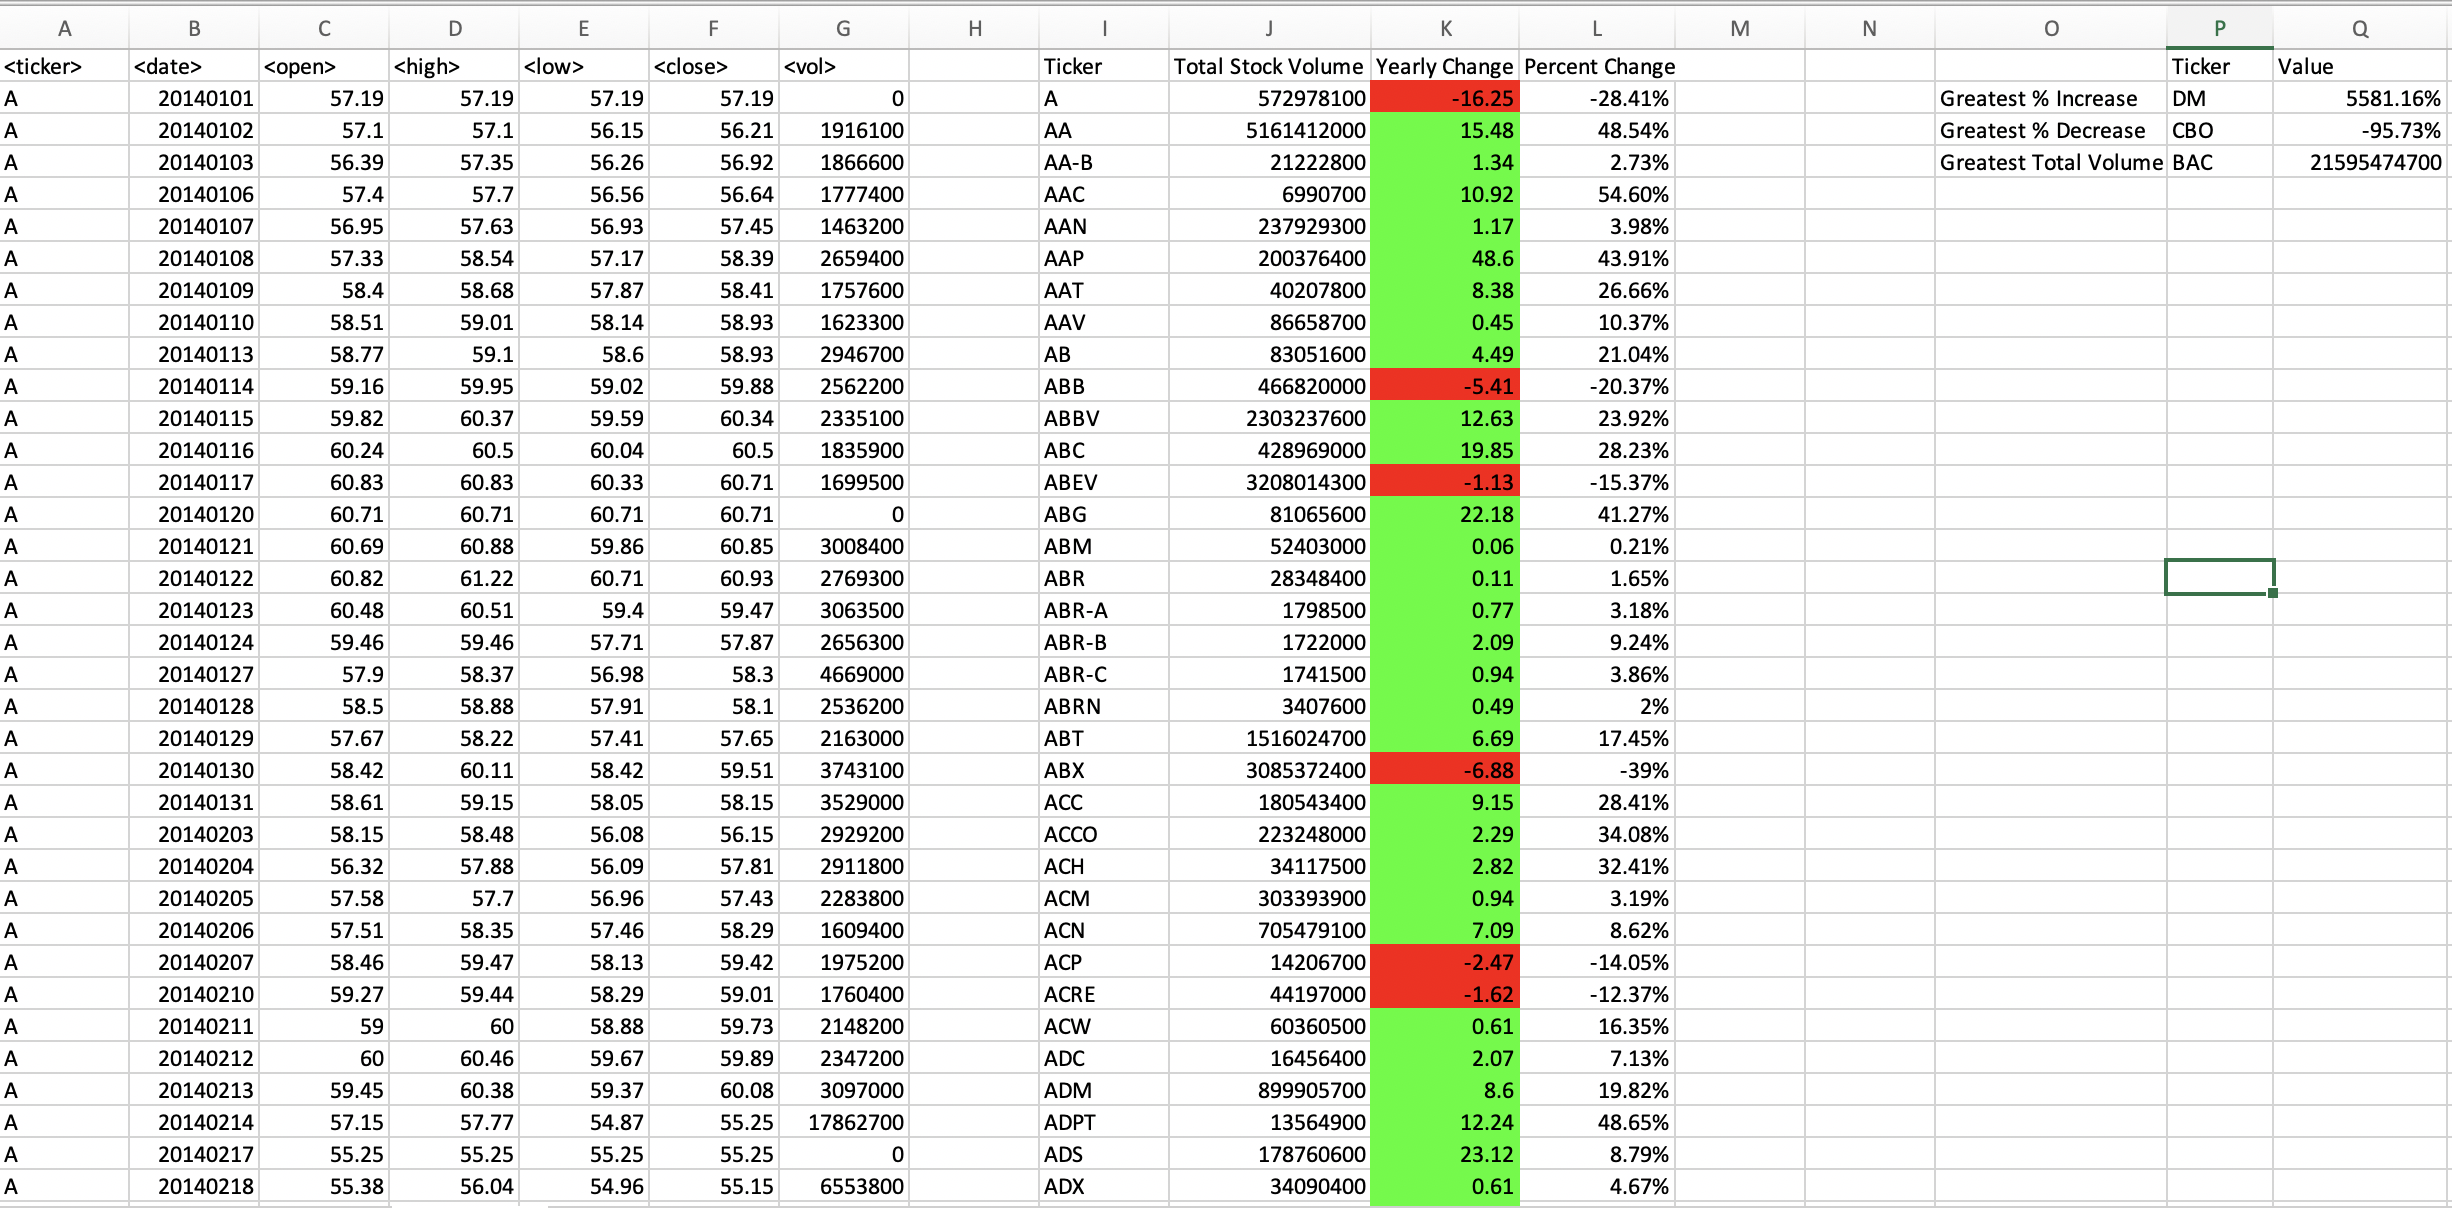 A B C D E F G H I J K L M N O P Q
<ticker> <date> <open> <high> <low> <close> <vol> Ticker Total Stock Volume Yearly Change Percent Change Ticker Value
A 20140101 57.19 57.19 57.19 57.19 0 A 572978100 -16.25 -28.41% Greatest % Increase DM 5581.16%
A 20140102 57.1 57.1 56.15 56.21 1916100 AA 5161412000 15.48 48.54% Greatest % Decrease CBO -95.73%
A 20140103 56.39 57.35 56.26 56.92 1866600 AA-B 21222800 1.34 2.73% Greatest Total Volume BAC 21595474700
A 20140106 57.4 57.7 56.56 56.64 1777400 AAC 6990700 10.92 54.60%
A 20140107 56.95 57.63 56.93 57.45 1463200 AAN 237929300 1.17 3.98%
A 20140108 57.33 58.54 57.17 58.39 2659400 AAP 200376400 48.6 43.91%
A 20140109 58.4 58.68 57.87 58.41 1757600 AAT 40207800 8.38 26.66%
A 20140110 58.51 59.01 58.14 58.93 1623300 AAV 86658700 0.45 10.37%
A 20140113 58.77 59.1 58.6 58.93 2946700 AB 83051600 4.49 21.04%
A 20140114 59.16 59.95 59.02 59.88 2562200 ABB 466820000 -5.41 -20.37%
A 20140115 59.82 60.37 59.59 60.34 2335100 ABBV 2303237600 12.63 23.92%
A 20140116 60.24 60.5 60.04 60.5 1835900 ABC 428969000 19.85 28.23%
A 20140117 60.83 60.83 60.33 60.71 1699500 ABEV 3208014300 -1.13 -15.37%
A 20140120 60.71 60.71 60.71 60.71 0 ABG 81065600 22.18 41.27%
A 20140121 60.69 60.88 59.86 60.85 3008400 ABM 52403000 0.06 0.21%
A 20140122 60.82 61.22 60.71 60.93 2769300 ABR 28348400 0.11 1.65%
A 20140123 60.48 60.51 59.4 59.47 3063500 ABR-A 1798500 0.77 3.18%
A 20140124 59.46 59.46 57.71 57.87 2656300 ABR-B 1722000 2.09 9.24%
A 20140127 57.9 58.37 56.98 58.3 4669000 ABR-C 1741500 0.94 3.86%
A 20140128 58.5 58.88 57.91 58.1 2536200 ABRN 3407600 0.49 2%
A 20140129 57.67 58.22 57.41 57.65 2163000 ABT 1516024700 6.69 17.45%
A 20140130 58.42 60.11 58.42 59.51 3743100 ABX 3085372400 -6.88 -39%
A 20140131 58.61 59.15 58.05 58.15 3529000 ACC 180543400 9.15 28.41%
A 20140203 58.15 58.48 56.08 56.15 2929200 ACCO 223248000 2.29 34.08%
A 20140204 56.32 57.88 56.09 57.81 2911800 ACH 34117500 2.82 32.41%
A 20140205 57.58 57.7 56.96 57.43 2283800 ACM 303393900 0.94 3.19%
A 20140206 57.51 58.35 57.46 58.29 1609400 ACN 705479100 7.09 8.62%
A 20140207 58.46 59.47 58.13 59.42 1975200 ACP 14206700 -2.47 -14.05%
A 20140210 59.27 59.44 58.29 59.01 1760400 ACRE 44197000 -1.62 -12.37%
A 20140211 59 60 58.88 59.73 2148200 ACW 60360500 0.61 16.35%
A 20140212 60 60.46 59.67 59.89 2347200 ADC 16456400 2.07 7.13%
A 20140213 59.45 60.38 59.37 60.08 3097000 ADM 899905700 8.6 19.82%
A 20140214 57.15 57.77 54.87 55.25 17862700 ADPT 13564900 12.24 48.65%
A 20140217 55.25 55.25 55.25 55.25 0 ADS 178760600 23.12 8.79%
A 20140218 55.38 56.04 54.96 55.15 6553800 ADX 34090400 0.61 4.67%